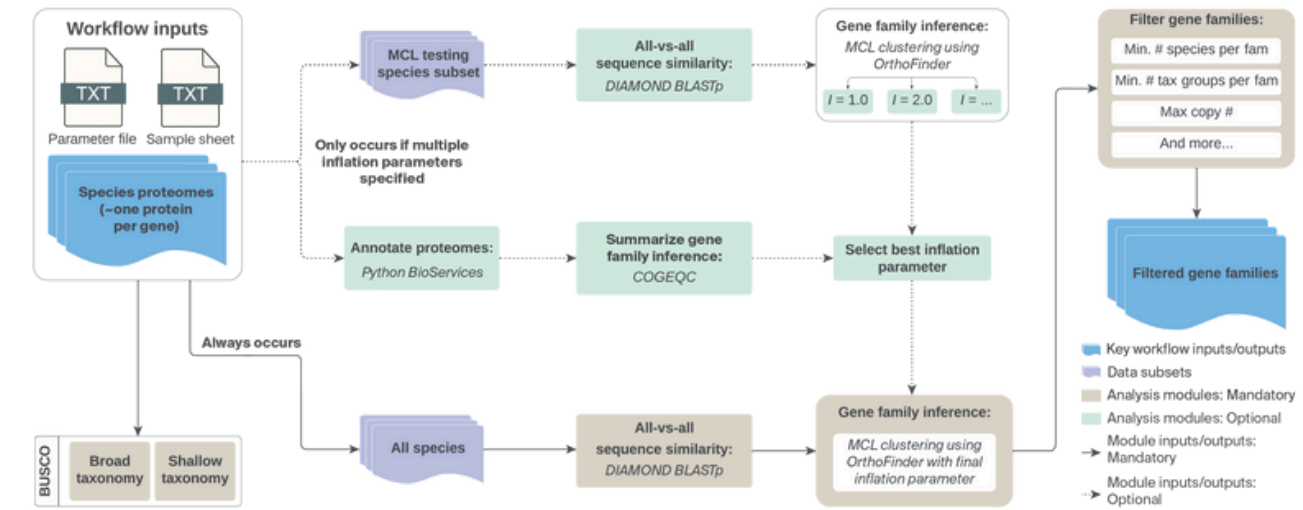 Workflow inputs
TXT
TXT
Parameter file
Sample sheet
Species proteomes
(~one protein
per gene)
MCL testing
species subset
All-vs-all
sequence similarity:
DIAMOND BLASTp
Gene family inference:
MCL clustering using
OrthoFinder
I = 1.0
I = 2.0
I = ...
Filter gene families:
Min. # species per fam
Min. # tax groups per fam
Max copy #
And more...
Only occurs if multiple
inflation parameters
specified
Annotate proteomes:
Python BioServices
Summarize gene
family inference:
COGEQC
Select best inflation
parameter
Filtered gene families
Always occurs
BUSCO
Broad
taxonomy
Shallow
taxonomy
All species
All-vs-all
sequence similarity:
DIAMOND BLASTp
Gene family inference:
MCL clustering using
OrthoFinder with final
inflation parameter
Key workflow inputs/outputs
Data subsets
Analysis modules: Mandatory
Analysis modules: Optional
Module inputs/outputs:
Mandatory
Module inputs/outputs:
Optional